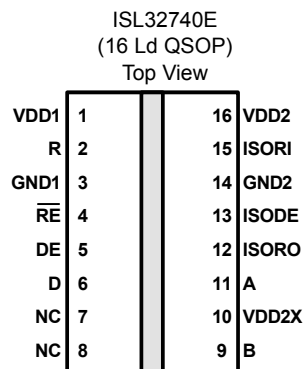 ISL32740E
(16 Ld QSOP)
Top View
VDD1 1 16 VDD2
R 2 15 ISORI
GND1 3 14 GND2
RE 4 13 ISODE
DE 5 12 ISORO
D 6 11 A
NC 7 10 VDD2X
NC 8 9 B